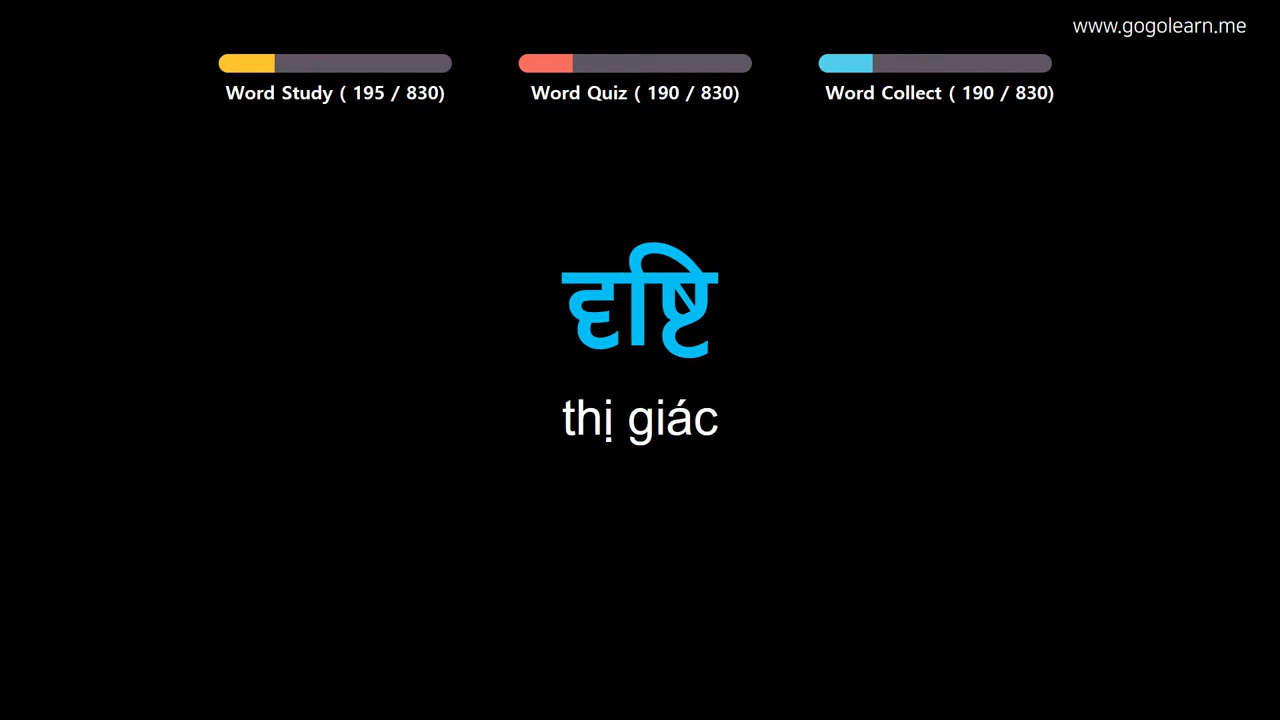 www.gogolearn.me
Word Study ( 195 / 830)
Word Quiz ( 190 / 830)
Word Collect ( 190 / 830)
दृष्टि
thị giác